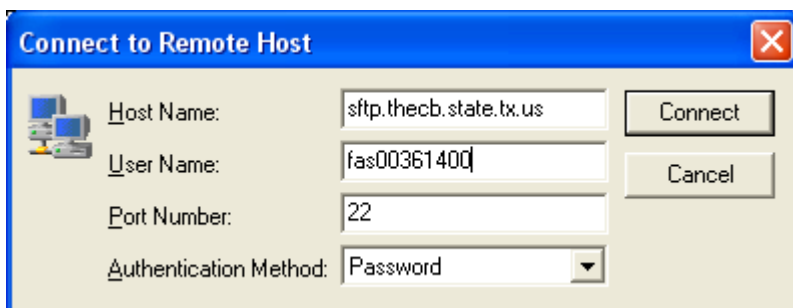 Connect to Remote Host
Host Name: sftp.thecb.state.tx.us Connect
User Name: fas00361400 Cancel
Port Number: 22
Authentication Method: Password